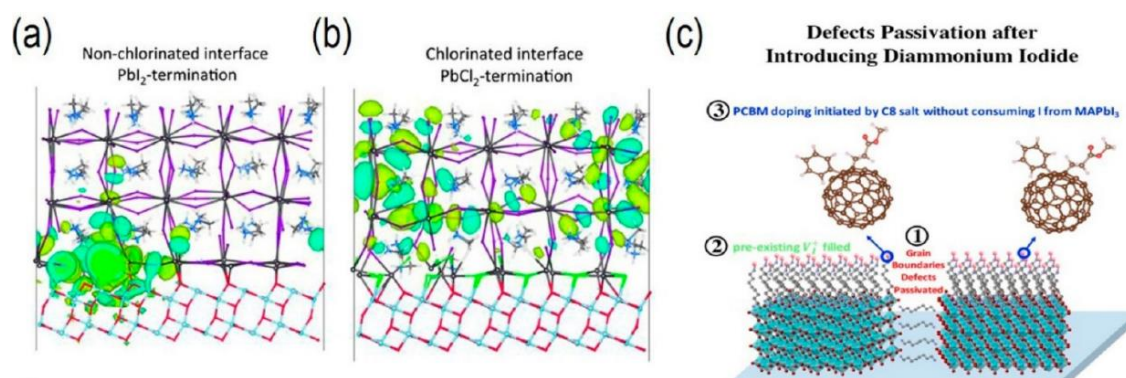 (a)
Non-chlorinated interface
PbI₂-termination
(b)
Chlorinated interface
PbCl₂-termination
(c)
Defects Passivation after
Introducing Diammonium Iodide
③ PCBM doping initiated by C8 salt without consuming I from MAPbI₃
② pre-existing V_I⁺ filled
①
Grain
Boundaries
Defects
Passivated